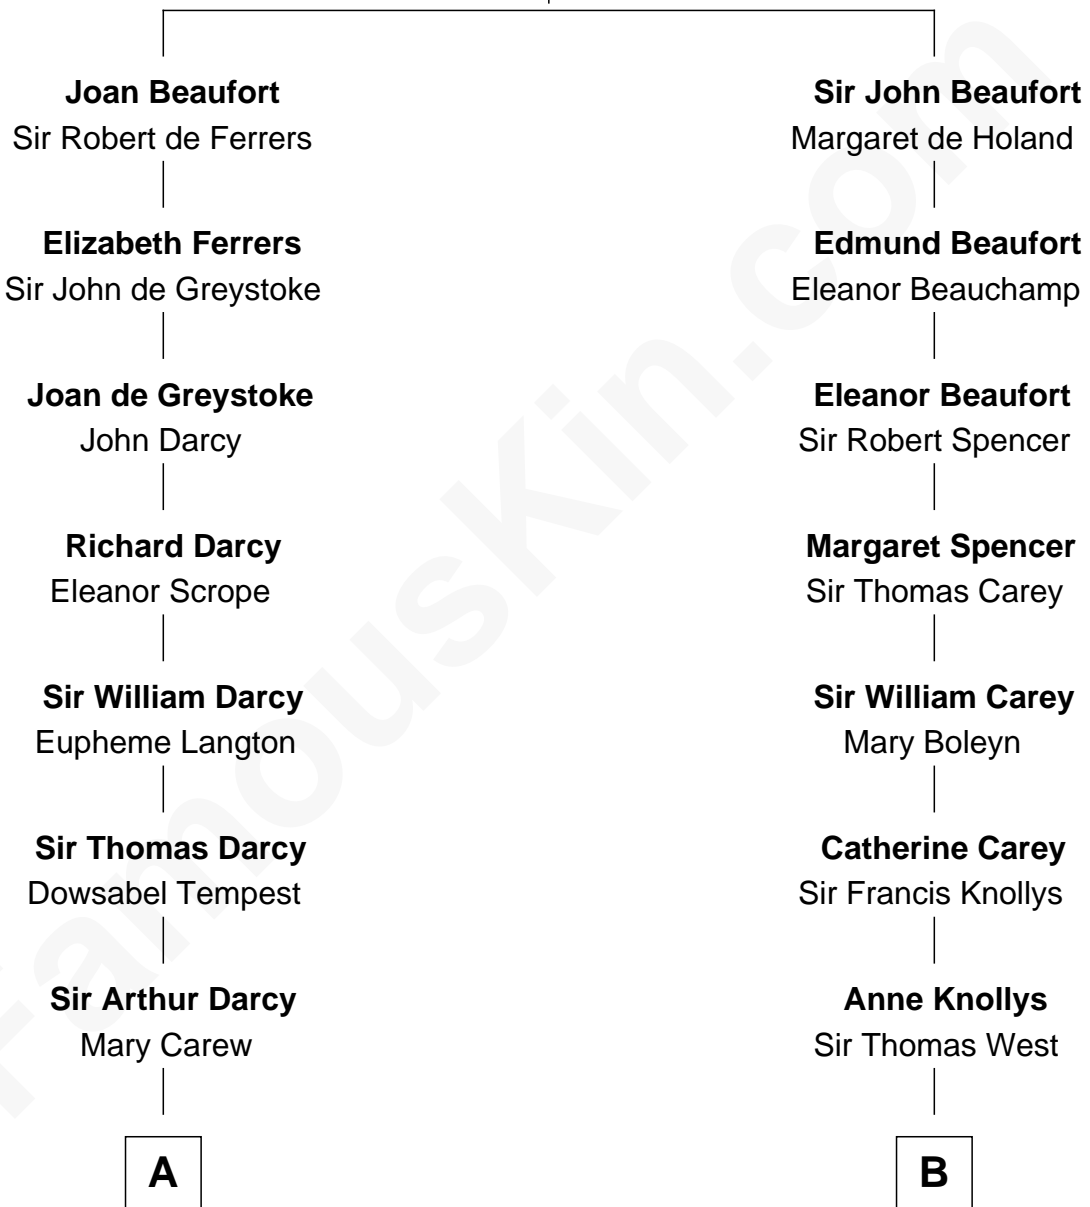 Joan Beaufort
Sir Robert de Ferrers
Elizabeth Ferrers
Sir John de Greystoke
Joan de Greystoke
John Darcy
Richard Darcy
Eleanor Scrope
Sir William Darcy
Eupheme Langton
Sir Thomas Darcy
Dowsabel Tempest
Sir Arthur Darcy
Mary Carew
A
Sir John Beaufort
Margaret de Holand
Edmund Beaufort
Eleanor Beauchamp
Eleanor Beaufort
Sir Robert Spencer
Margaret Spencer
Sir Thomas Carey
Sir William Carey
Mary Boleyn
Catherine Carey
Sir Francis Knollys
Anne Knollys
Sir Thomas West
B
FamousKin.com